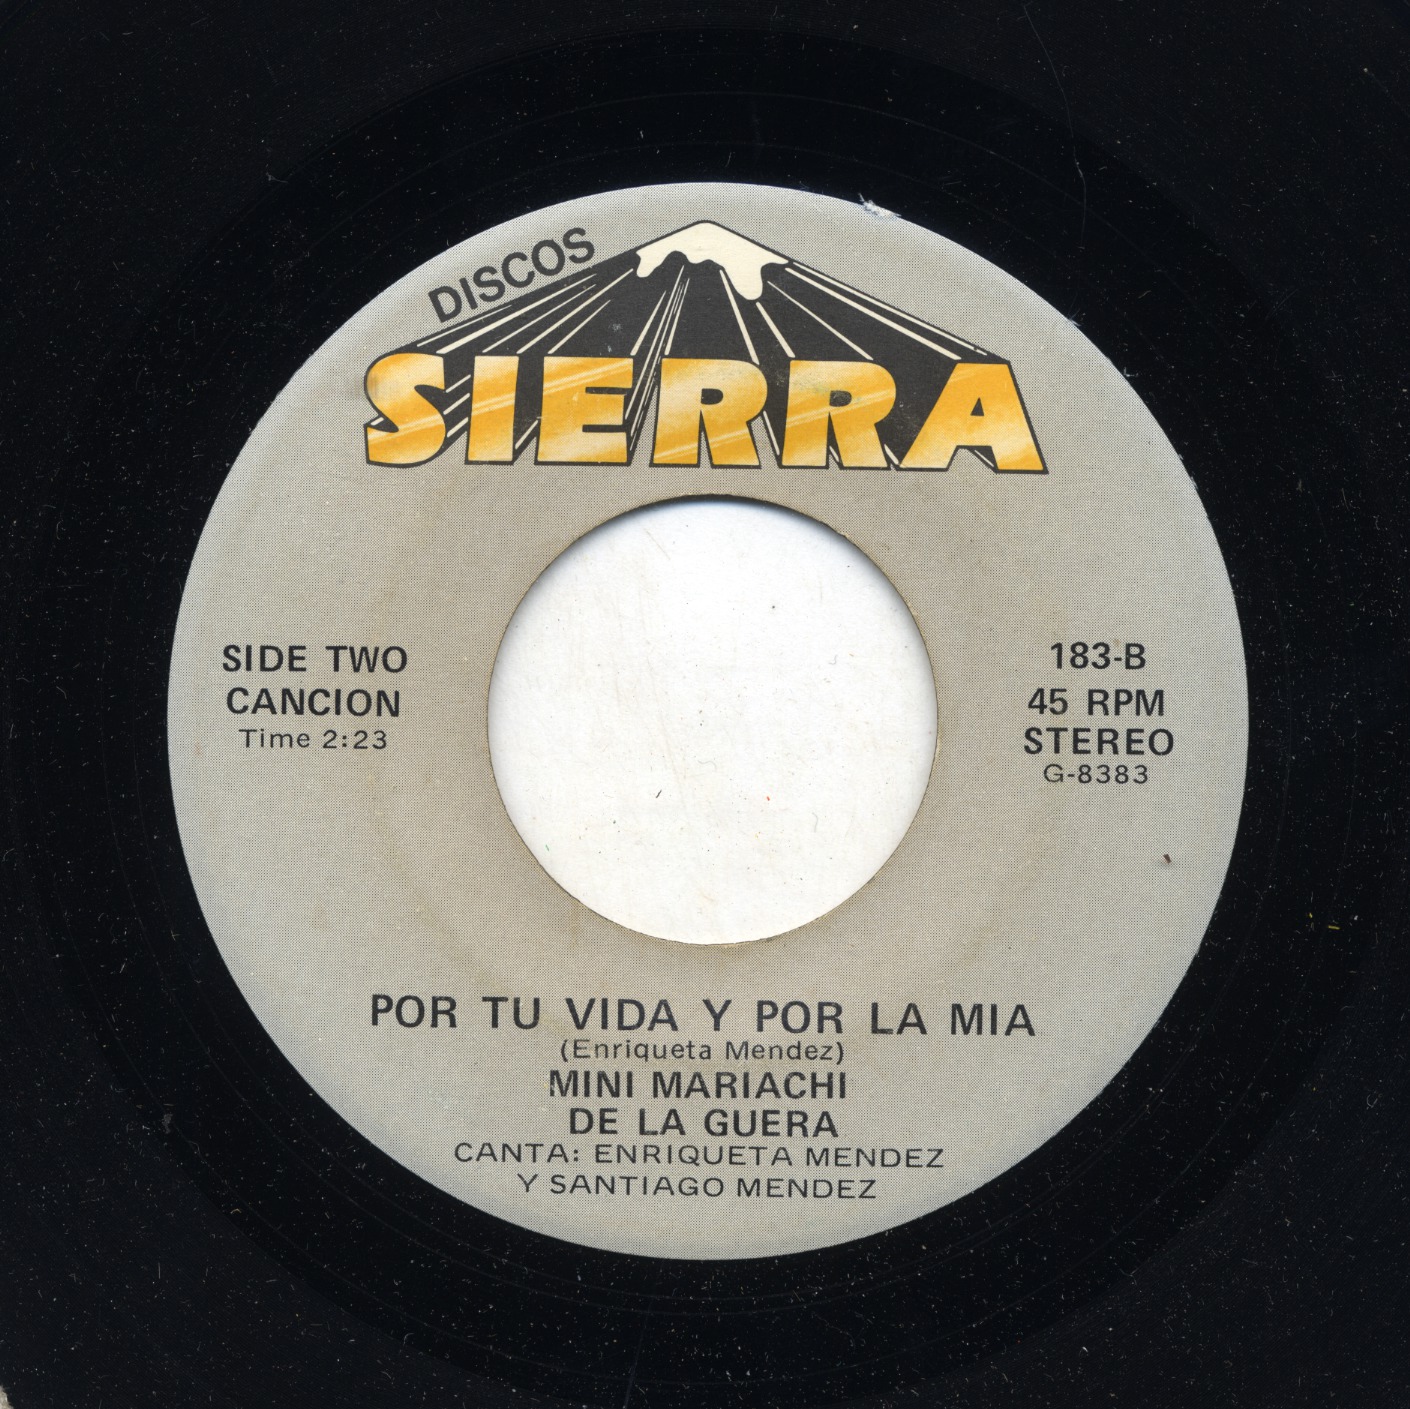 DISCOS
SIERRA
SIDE TWO
CANCION
Time 2:23
183-B
45 RPM
STEREO
G-8383
POR TU VIDA Y POR LA MIA
(Enriqueta Mendez)
MINI MARIACHI
DE LA GUERA
CANTA: ENRIQUETA MENDEZ
Y SANTIAGO MENDEZ